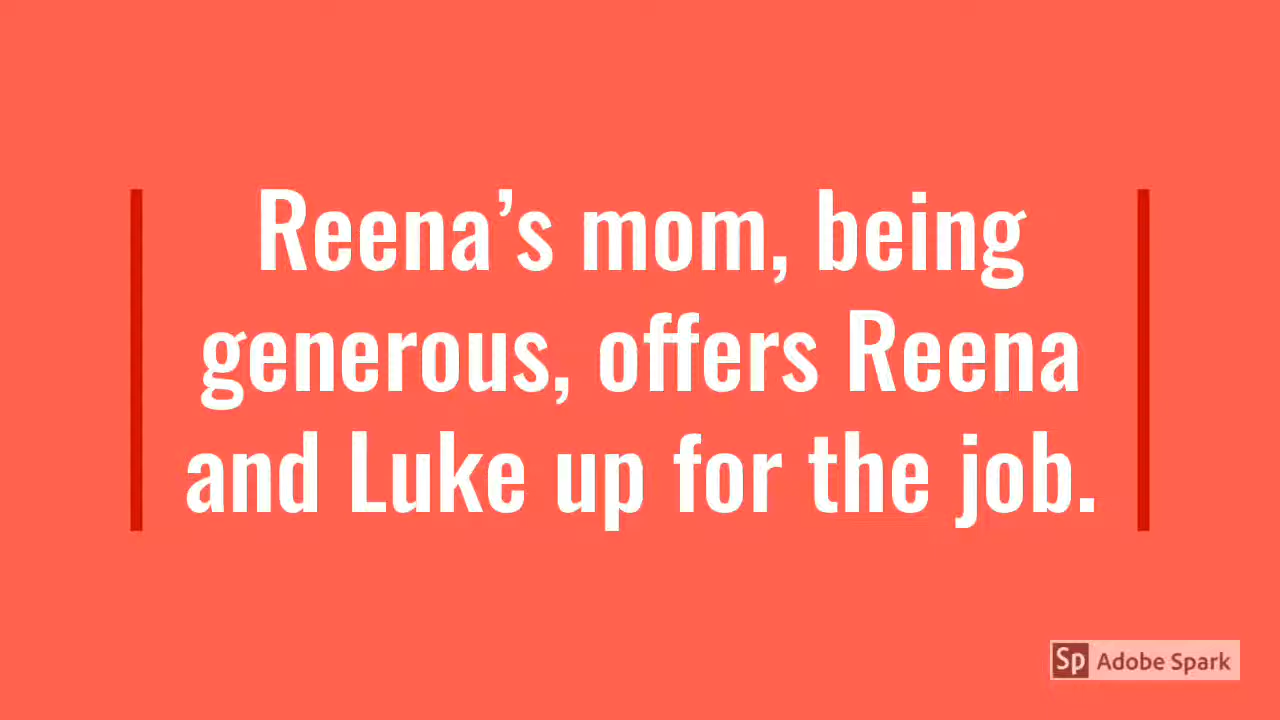 Reena’s mom, being
generous, offers Reena
and Luke up for the job.
Sp Adobe Spark